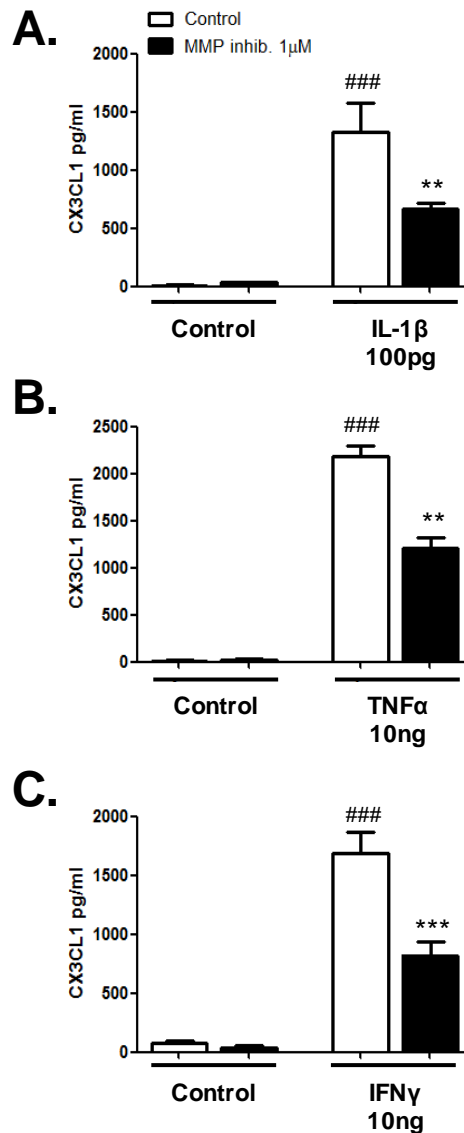 A.
Control
MMP inhib. 1μM
CX3CL1 pg/ml
2000
1500
1000
500
0
###
**
Control
IL-1β
100pg
B.
CX3CL1 pg/ml
2500
2000
1500
1000
500
0
###
**
Control
TNFα
10ng
C.
CX3CL1 pg/ml
2000
1500
1000
500
0
###
***
Control
IFNγ
10ng